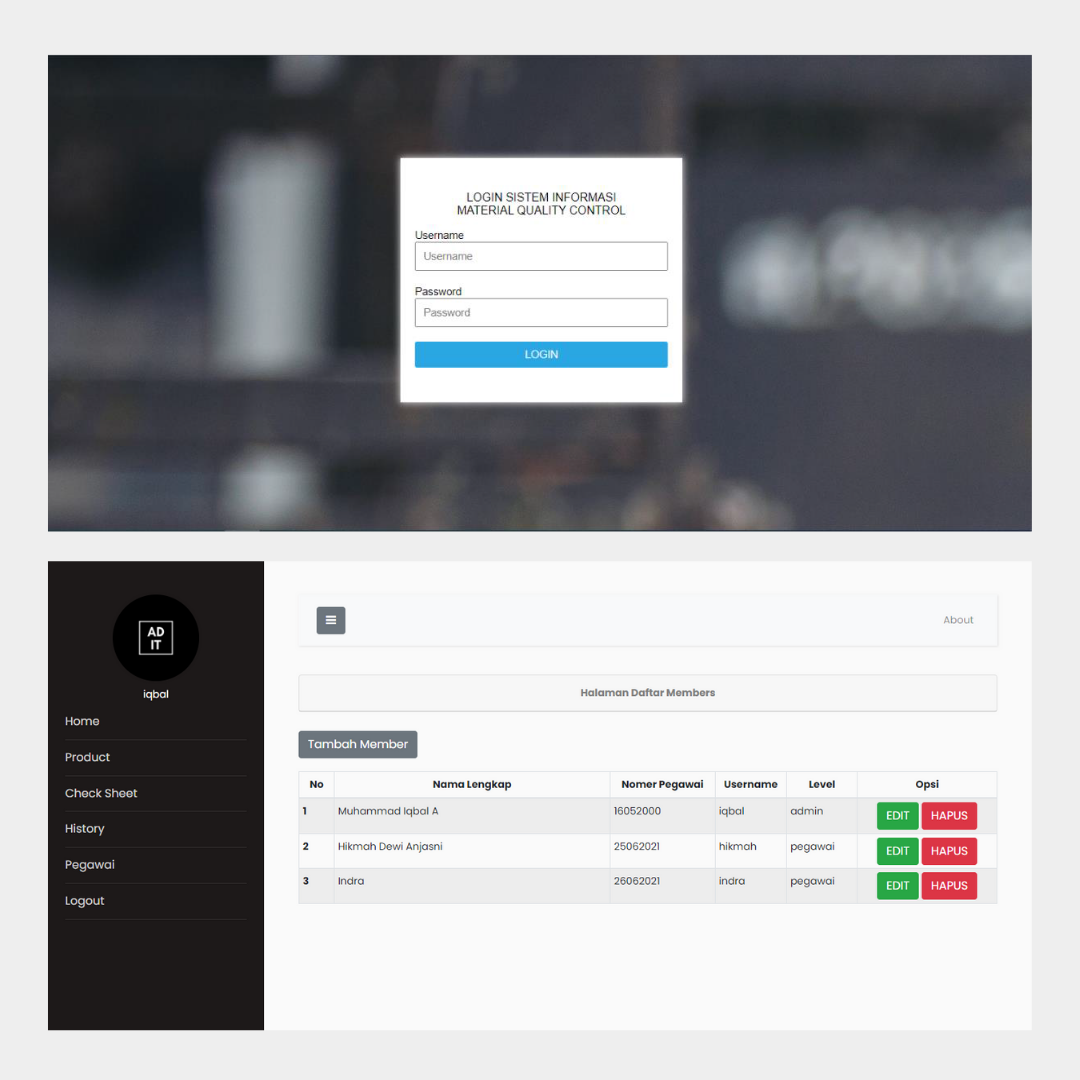 LOGIN SISTEM INFORMASI
MATERIAL QUALITY CONTROL
Username
Username
Password
Password
LOGIN
AD
IT
iqbal
Home
Product
Check Sheet
History
Pegawai
Logout
About
Halaman Daftar Members
Tambah Member
No Nama Lengkap Nomer Pegawai Username Level Opsi
1 Muhammad Iqbal A 16052000 iqbal admin EDIT HAPUS
2 Hikmah Dewi Anjasni 25062021 hikmah pegawai EDIT HAPUS
3 Indra 26062021 indra pegawai EDIT HAPUS